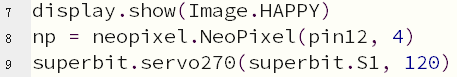 7 display.show(Image.HAPPY)
8 np = neopixel.NeoPixel(pin12, 4)
9 superbit.servo270(superbit.S1, 120)